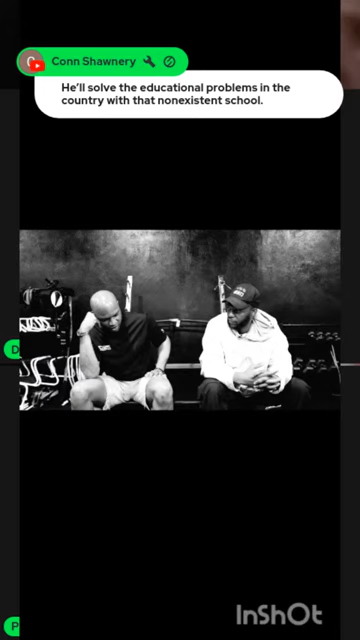 Conn Shawnery
He'll solve the educational problems in the
country with that nonexistent school.
D
P
InShOt